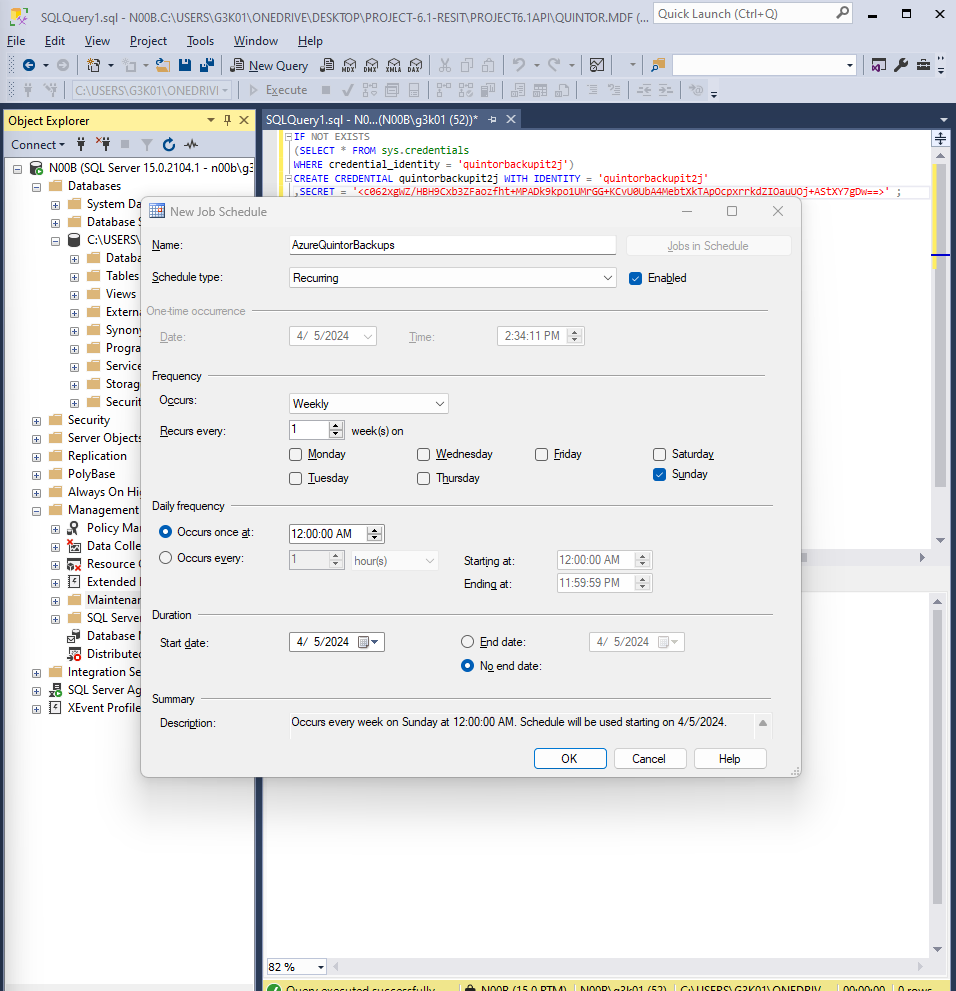 SQLQuery1.sql - N00B.C:\USERS\G3K01\ONEDRIVE\DESKTOP\PROJECT-6.1-RESIT\PROJECT6.1API\QUINTOR.MDF (...
Quick Launch (Ctrl+Q)
File Edit View Project Tools Window Help
New Query MDX DMX XMLA DAX
C:\USERS\G3K01\ONEDRIVI Execute
Object Explorer
SQLQuery1.sql - N0...(N00B\g3k01 (52))*
Connect
IF NOT EXISTS
(SELECT * FROM sys.credentials
WHERE credential_identity = 'quintorbackupit2j')
CREATE CREDENTIAL quintorbackupit2j WITH IDENTITY = 'quintorbackupit2j'
,SECRET = '<c062xgWZ/HBH9Cxb3ZFaozfht+MPADk9kpo1UMrGG+KCvU0UbA4MebtXkTApOcpxrrkdZIOauUOj+AStXY7gDw==>' ;
N00B (SQL Server 15.0.2104.1 - n00b\g3
Databases
System Da
Database S
C:\USERS\
Databa
Tables
Views
Extern
Synony
Progra
Service
Storag
Securit
Security
Server Objects
Replication
PolyBase
Always On Hig
Management
Policy Mar
Data Colle
Resource G
Extended E
Maintenar
SQL Server
Database M
Distributed
Integration Se
SQL Server Ag
XEvent Profile
New Job Schedule
Name: AzureQuintorBackups Jobs in Schedule
Schedule type: Recurring Enabled
One-time occurrence
Date: 4/ 5/2024 Time: 2:34:11 PM
Frequency
Occurs: Weekly
Recurs every: 1 week(s) on
Monday Wednesday Friday Saturday
Tuesday Thursday Sunday
Daily frequency
Occurs once at: 12:00:00 AM
Occurs every: 1 hour(s) Starting at: 12:00:00 AM
Ending at: 11:59:59 PM
Duration
Start date: 4/ 5/2024 End date: 4/ 5/2024
No end date:
Summary
Description: Occurs every week on Sunday at 12:00:00 AM. Schedule will be used starting on 4/5/2024.
OK Cancel Help
82 %
Query executed successfully. N00B (15.0 RTM) N00B\g3k01 (52) C:\USERS\G3K01\ONEDRIV... 00:00:00 0 rows